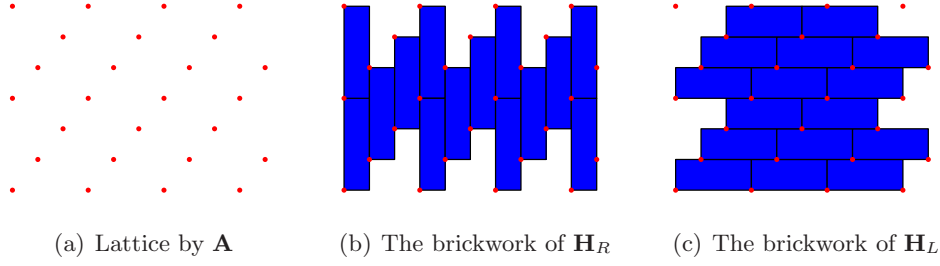 (a) Lattice by A
(b) The brickwork of H_R
(c) The brickwork of H_L